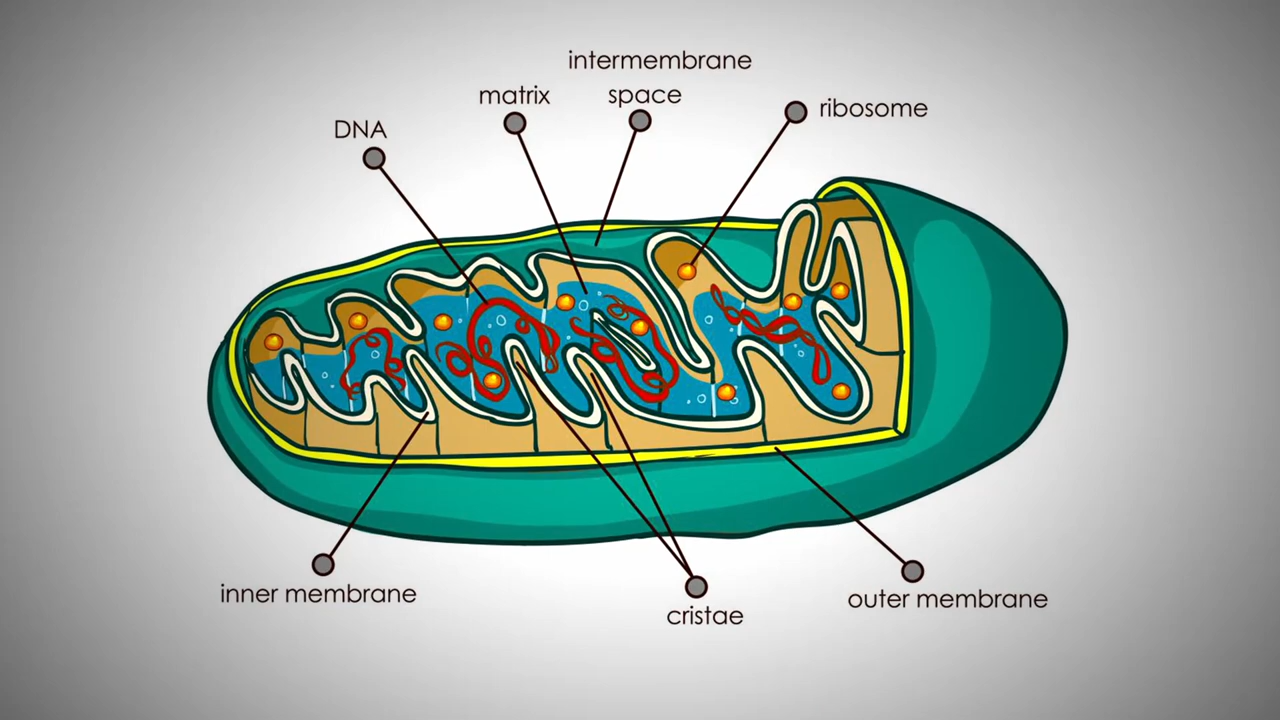 intermembrane
space
matrix
ribosome
DNA
inner membrane
cristae
outer membrane